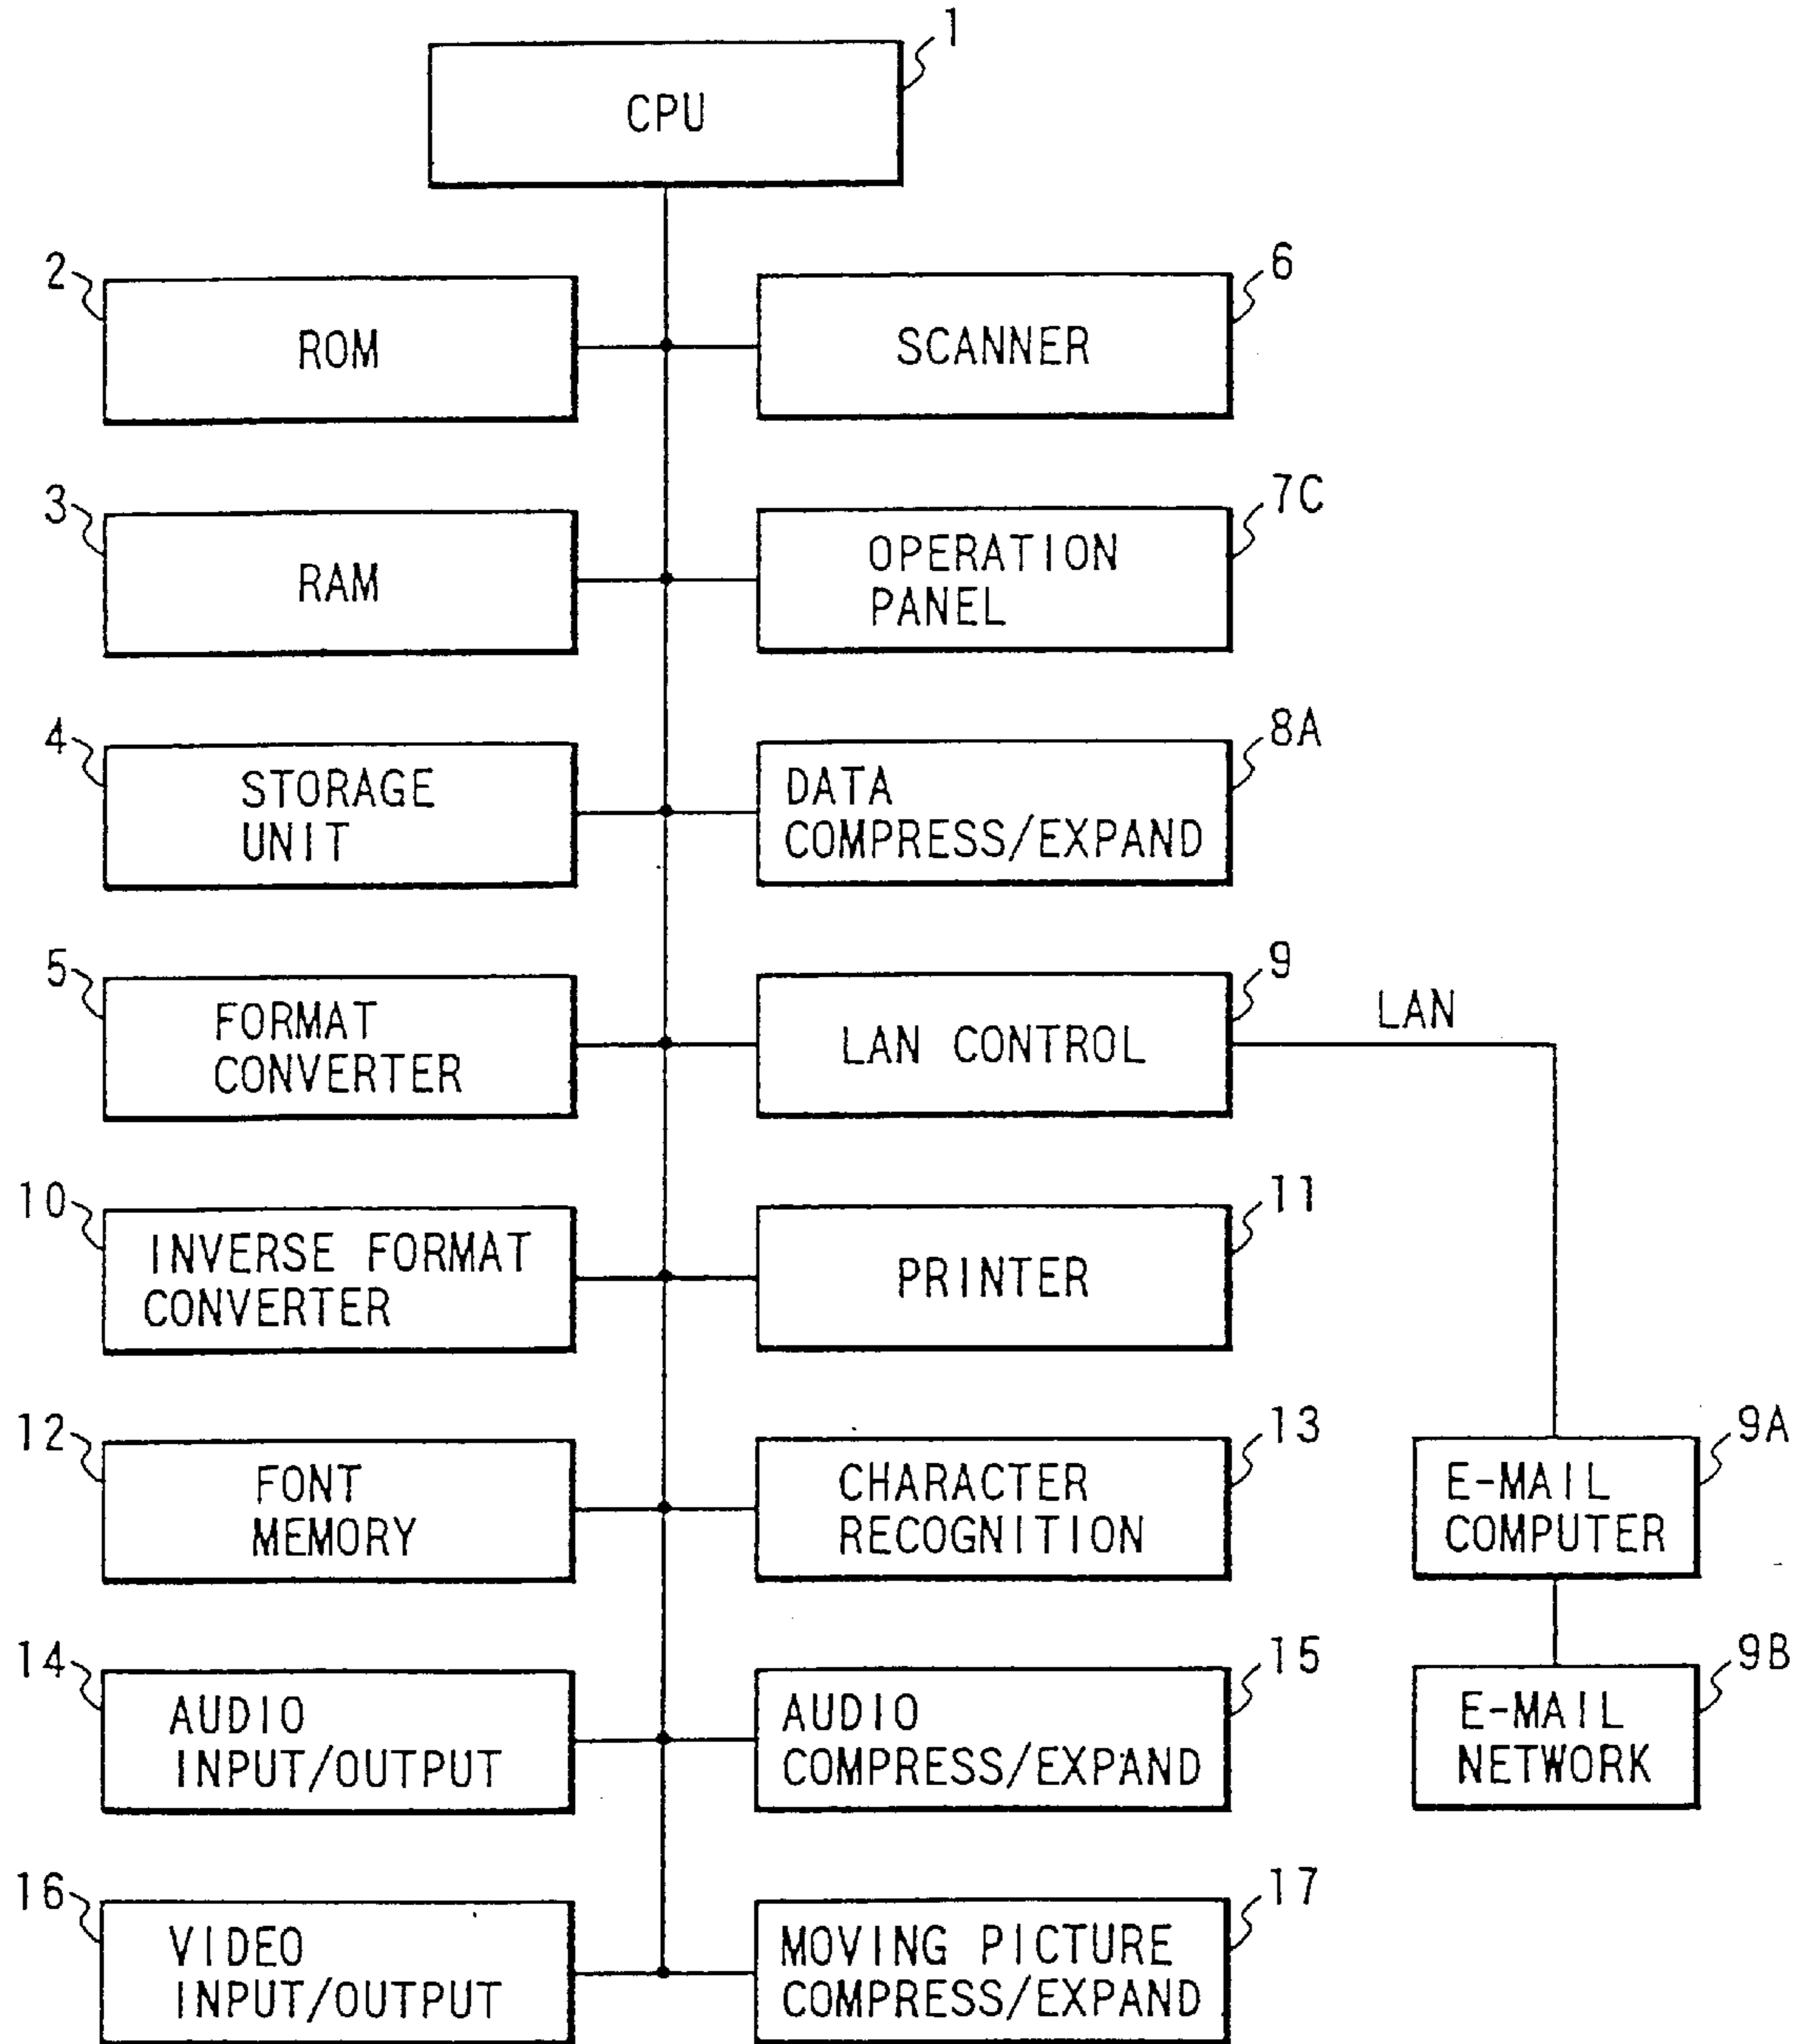 1
CPU
2
ROM
6
SCANNER
3
RAM
7C
OPERATION
PANEL
4
STORAGE
UNIT
8A
DATA
COMPRESS/EXPAND
5
FORMAT
CONVERTER
9
LAN CONTROL
LAN
10
INVERSE FORMAT
CONVERTER
11
PRINTER
12
FONT
MEMORY
13
CHARACTER
RECOGNITION
9A
E-MAIL
COMPUTER
14
AUDIO
INPUT/OUTPUT
15
AUDIO
COMPRESS/EXPAND
9B
E-MAIL
NETWORK
16
VIDEO
INPUT/OUTPUT
17
MOVING PICTURE
COMPRESS/EXPAND